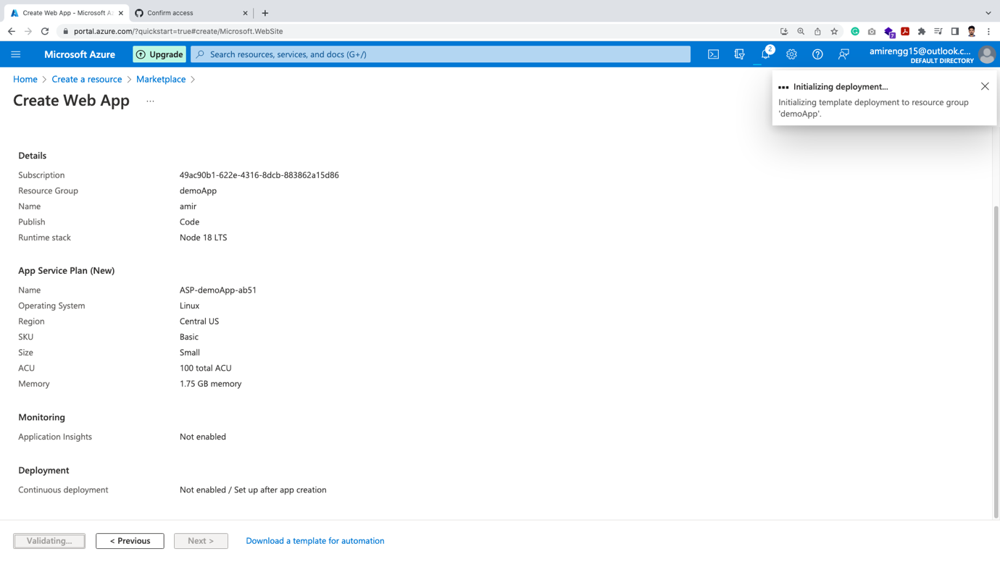 Create Web App - Microsoft Az
Confirm access
portal.azure.com/?quickstart=true#create/Microsoft.WebSite
7
Microsoft Azure
Upgrade
Search resources, services, and docs (G+/)
2
amirengg15@outlook.c...
DEFAULT DIRECTORY
Home > Create a resource > Marketplace >
Create Web App ...
Initializing deployment...
Initializing template deployment to resource group
'demoApp'.
Details
Subscription 49ac90b1-622e-4316-8dcb-883862a15d86
Resource Group demoApp
Name amir
Publish Code
Runtime stack Node 18 LTS
App Service Plan (New)
Name ASP-demoApp-ab51
Operating System Linux
Region Central US
SKU Basic
Size Small
ACU 100 total ACU
Memory 1.75 GB memory
Monitoring
Application Insights Not enabled
Deployment
Continuous deployment Not enabled / Set up after app creation
Validating... < Previous Next > Download a template for automation